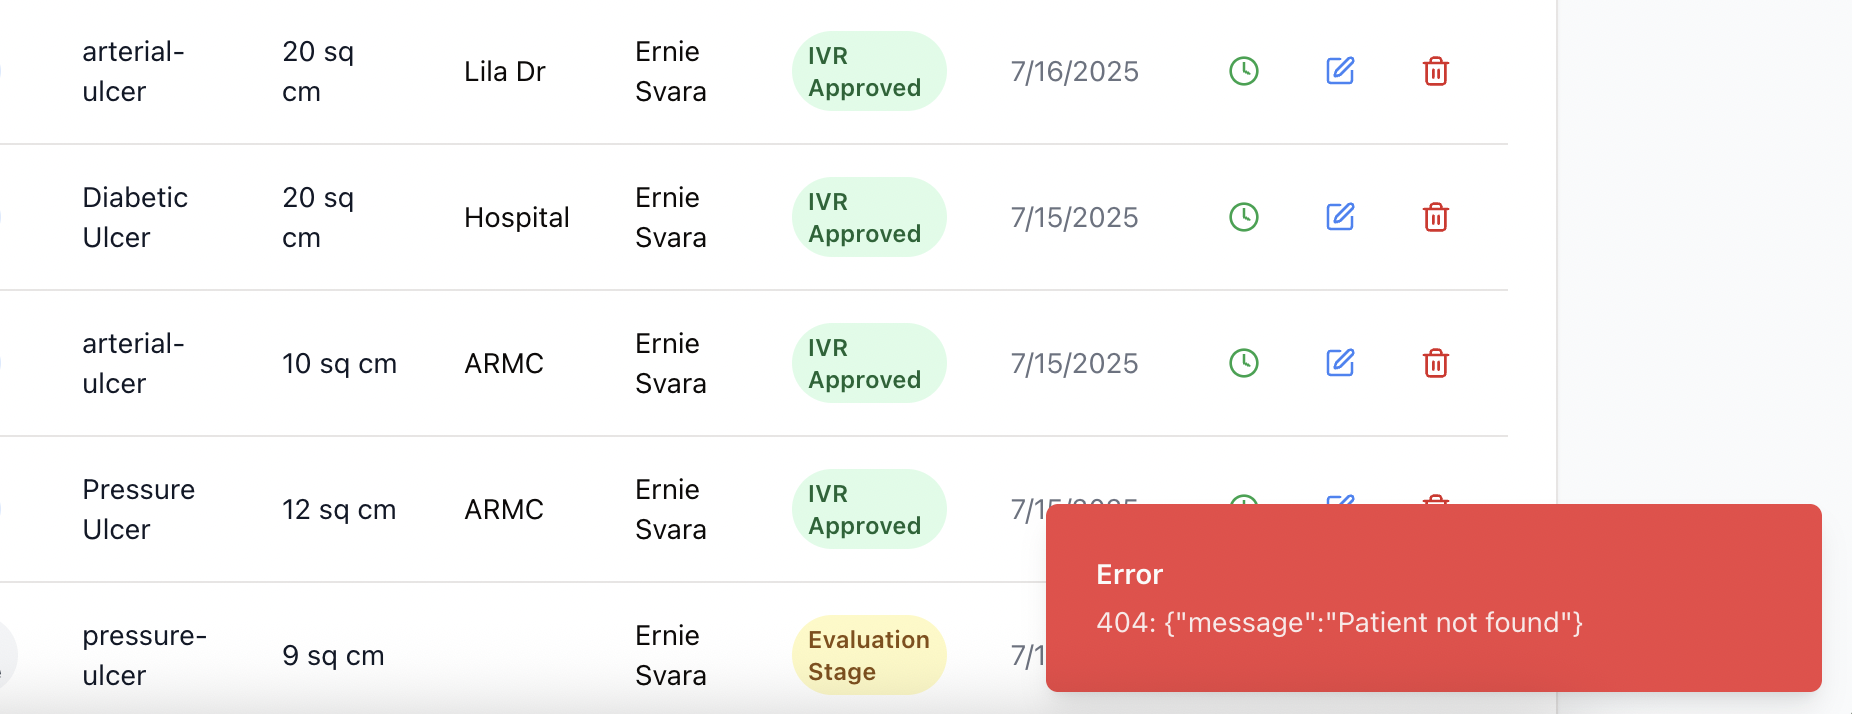 arterial-
ulcer
20 sq
cm
Lila Dr
Ernie
Svara
IVR
Approved
7/16/2025
Diabetic
Ulcer
20 sq
cm
Hospital
Ernie
Svara
IVR
Approved
7/15/2025
arterial-
ulcer
10 sq cm
ARMC
Ernie
Svara
IVR
Approved
7/15/2025
Pressure
Ulcer
12 sq cm
ARMC
Ernie
Svara
IVR
Approved
7/15/2025
pressure-
ulcer
9 sq cm
Ernie
Svara
Evaluation
Stage
7/1
Error
404: {"message":"Patient not found"}